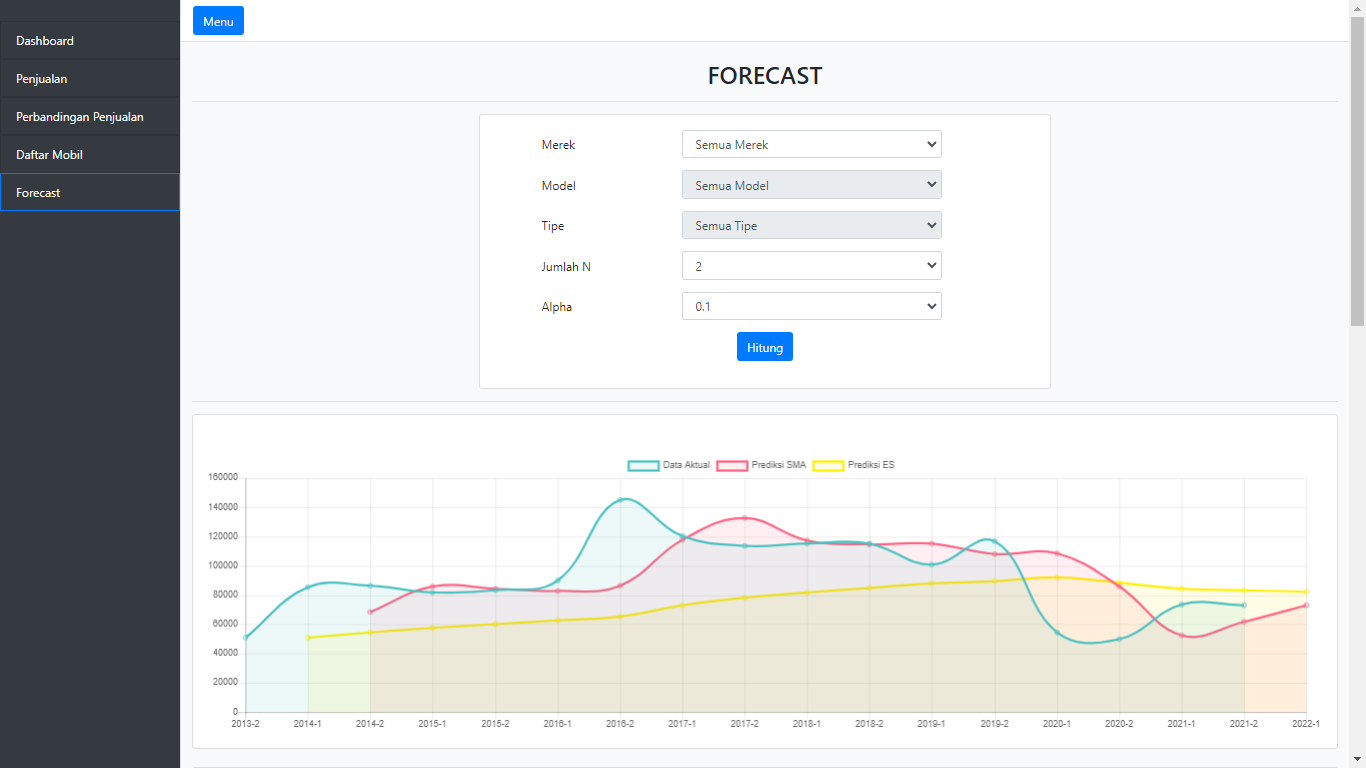 Menu
Dashboard
Penjualan
Perbandingan Penjualan
Daftar Mobil
Forecast
FORECAST
Merek Semua Merek
Model Semua Model
Tipe Semua Tipe
Jumlah N 2
Alpha 0.1
Hitung
Data Aktual Prediksi SMA Prediksi ES
160000
140000
120000
100000
80000
60000
40000
20000
0
2013-2 2014-1 2014-2 2015-1 2015-2 2016-1 2016-2 2017-1 2017-2 2018-1 2018-2 2019-1 2019-2 2020-1 2020-2 2021-1 2021-2 2022-1